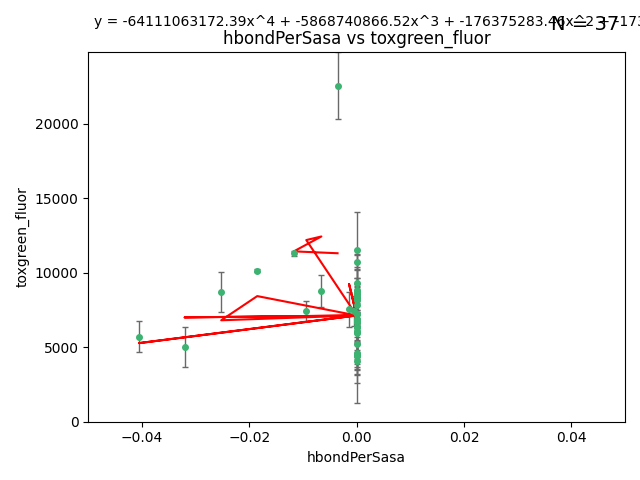 y = -64111063172.39x^4 + -5868740866.52x^3 + -176375283.46x^2 + -173
N = 37
hbondPerSasa vs toxgreen_fluor
toxgreen_fluor
20000
15000
10000
5000
0
−0.04 −0.02 0.00 0.02 0.04
hbondPerSasa